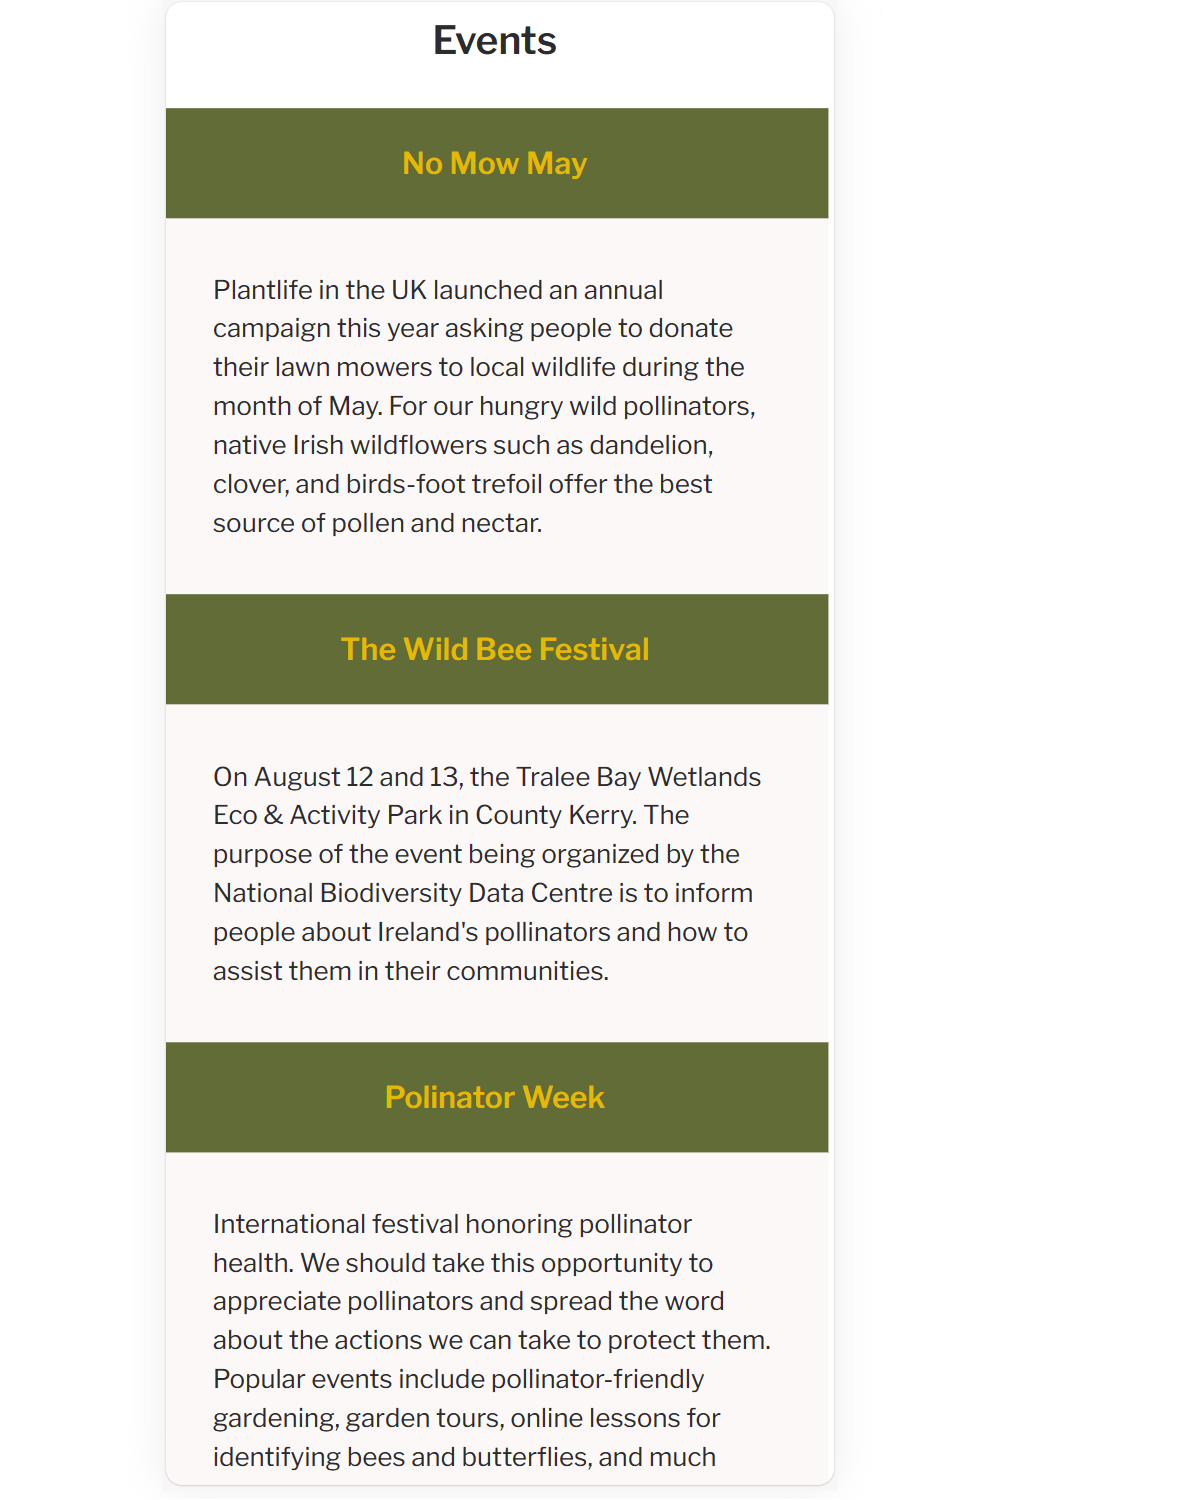 Events
No Mow May
Plantlife in the UK launched an annual
campaign this year asking people to donate
their lawn mowers to local wildlife during the
month of May. For our hungry wild pollinators,
native Irish wildflowers such as dandelion,
clover, and birds-foot trefoil offer the best
source of pollen and nectar.
The Wild Bee Festival
On August 12 and 13, the Tralee Bay Wetlands
Eco & Activity Park in County Kerry. The
purpose of the event being organized by the
National Biodiversity Data Centre is to inform
people about Ireland's pollinators and how to
assist them in their communities.
Polinator Week
International festival honoring pollinator
health. We should take this opportunity to
appreciate pollinators and spread the word
about the actions we can take to protect them.
Popular events include pollinator-friendly
gardening, garden tours, online lessons for
identifying bees and butterflies, and much